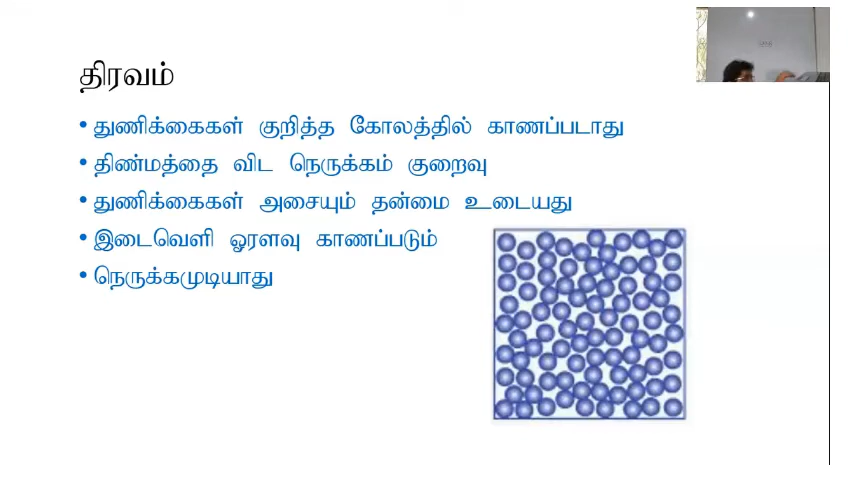 திரவம்
• துணிக்கைகள் குறித்த கோலத்தில் காணப்படாது
• திண்மத்தை விட நெருக்கம் குறைவு
• துணிக்கைகள் அசையும் தன்மை உடையது
• இடைவெளி ஓரளவு காணப்படும்
• நெருக்கமுடியாது